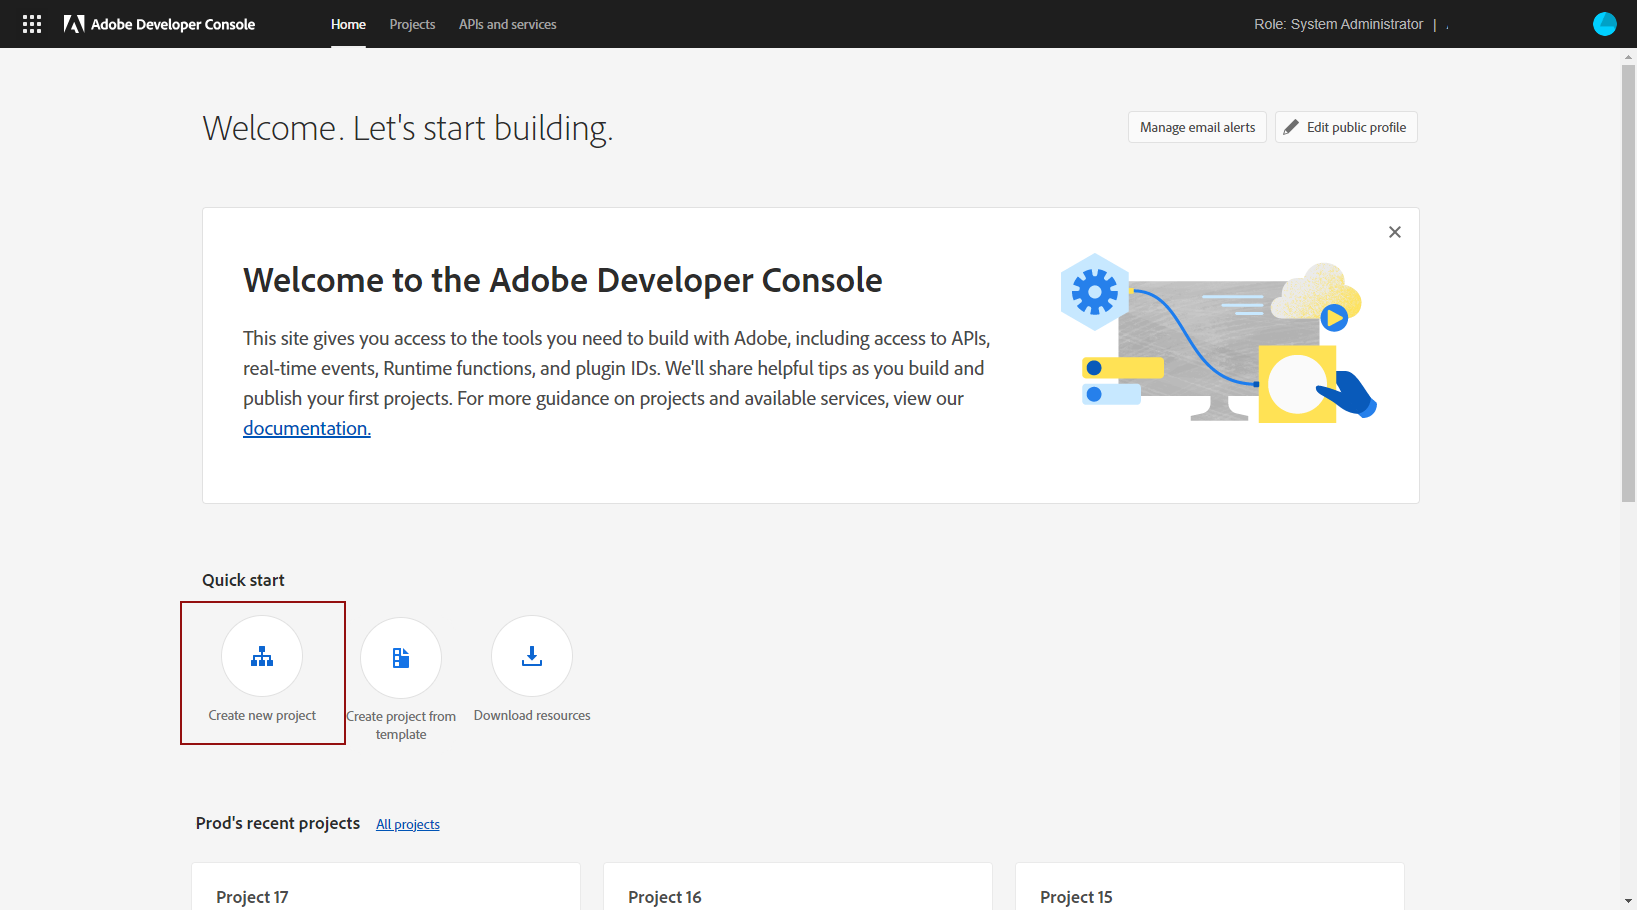 Adobe Developer Console
Home
Projects
APIs and services
Role: System Administrator |
Welcome. Let's start building.
Manage email alerts
Edit public profile
Welcome to the Adobe Developer Console
This site gives you access to the tools you need to build with Adobe, including access to APIs,
real-time events, Runtime functions, and plugin IDs. We'll share helpful tips as you build and
publish your first projects. For more guidance on projects and available services, view our
documentation.
Quick start
Create new project
Create project from
template
Download resources
Prod's recent projects
All projects
Project 17
Project 16
Project 15